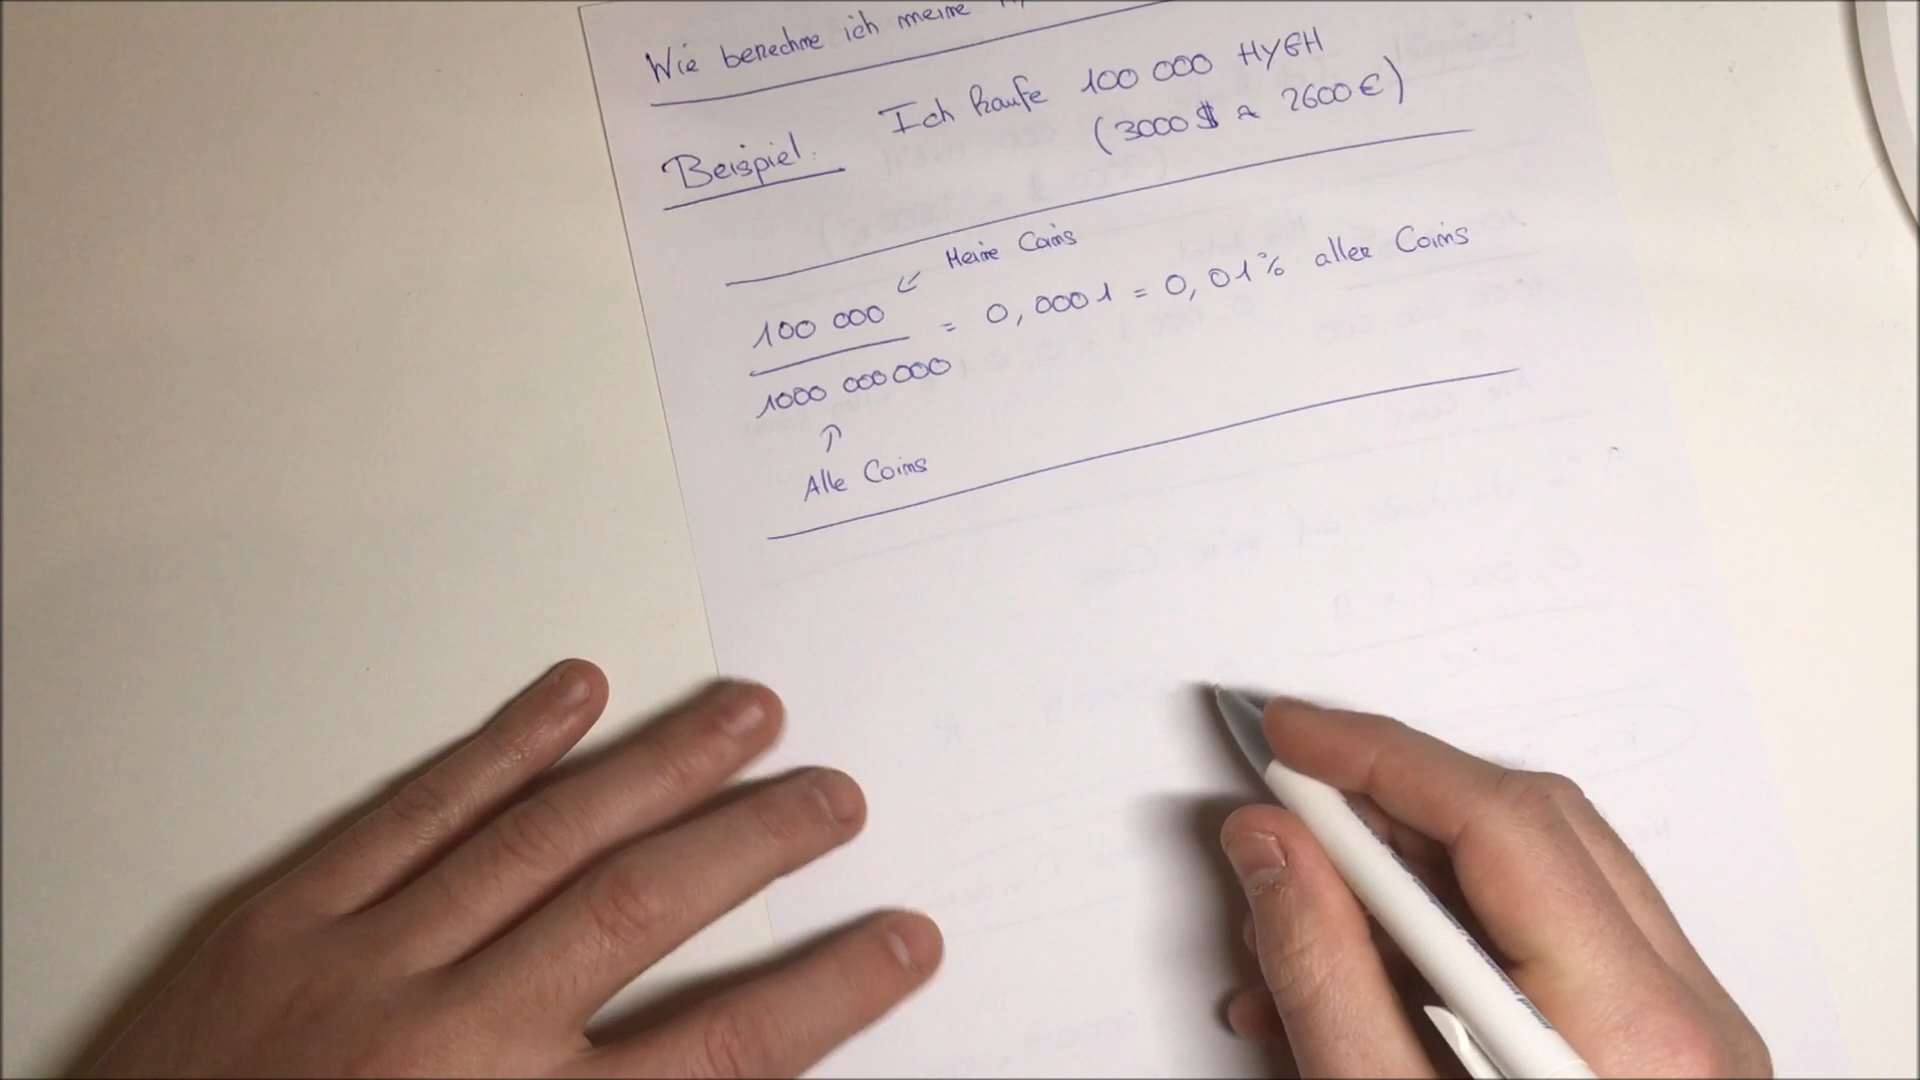 Wie berechne ich meine
Beispiel: Ich kaufe 100 000 HYGH
(3000 $ ≈ 2600 €)
Meine Coins
100 000
= 0,0001 = 0,01% aller Coins
1000 000 000
Alle Coins